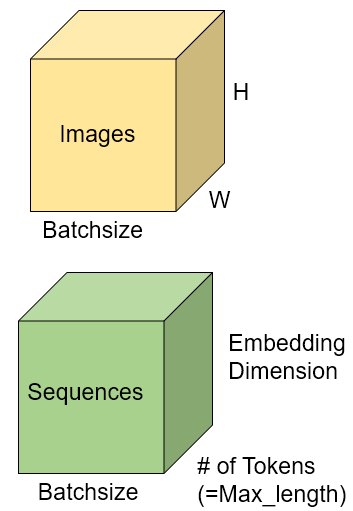 Images
H
W
Batchsize
Sequences
Embedding
Dimension
# of Tokens
(=Max_length)
Batchsize